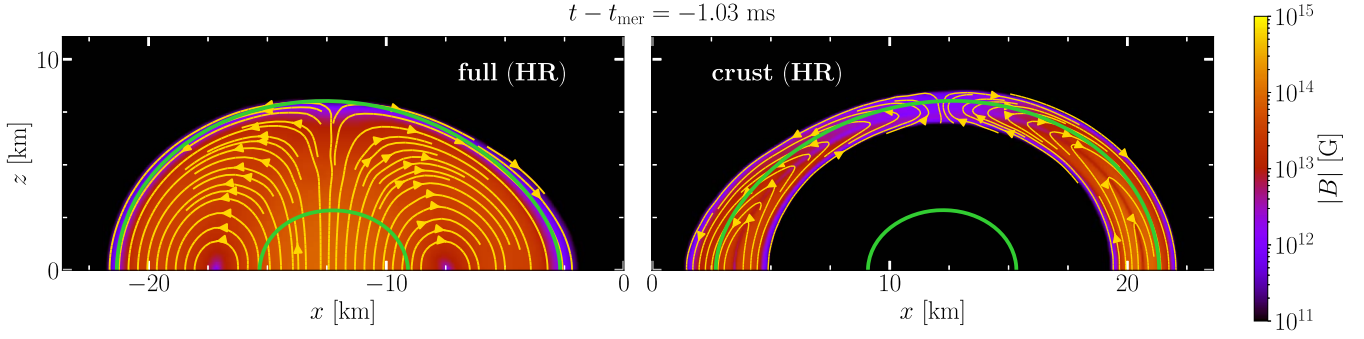 t − t_mer = −1.03 ms
full (HR)
crust (HR)
z [km]
10
0
−20
−10
0
x [km]
0
10
20
x [km]
10^15
10^14
10^13
10^12
10^11
|B| [G]